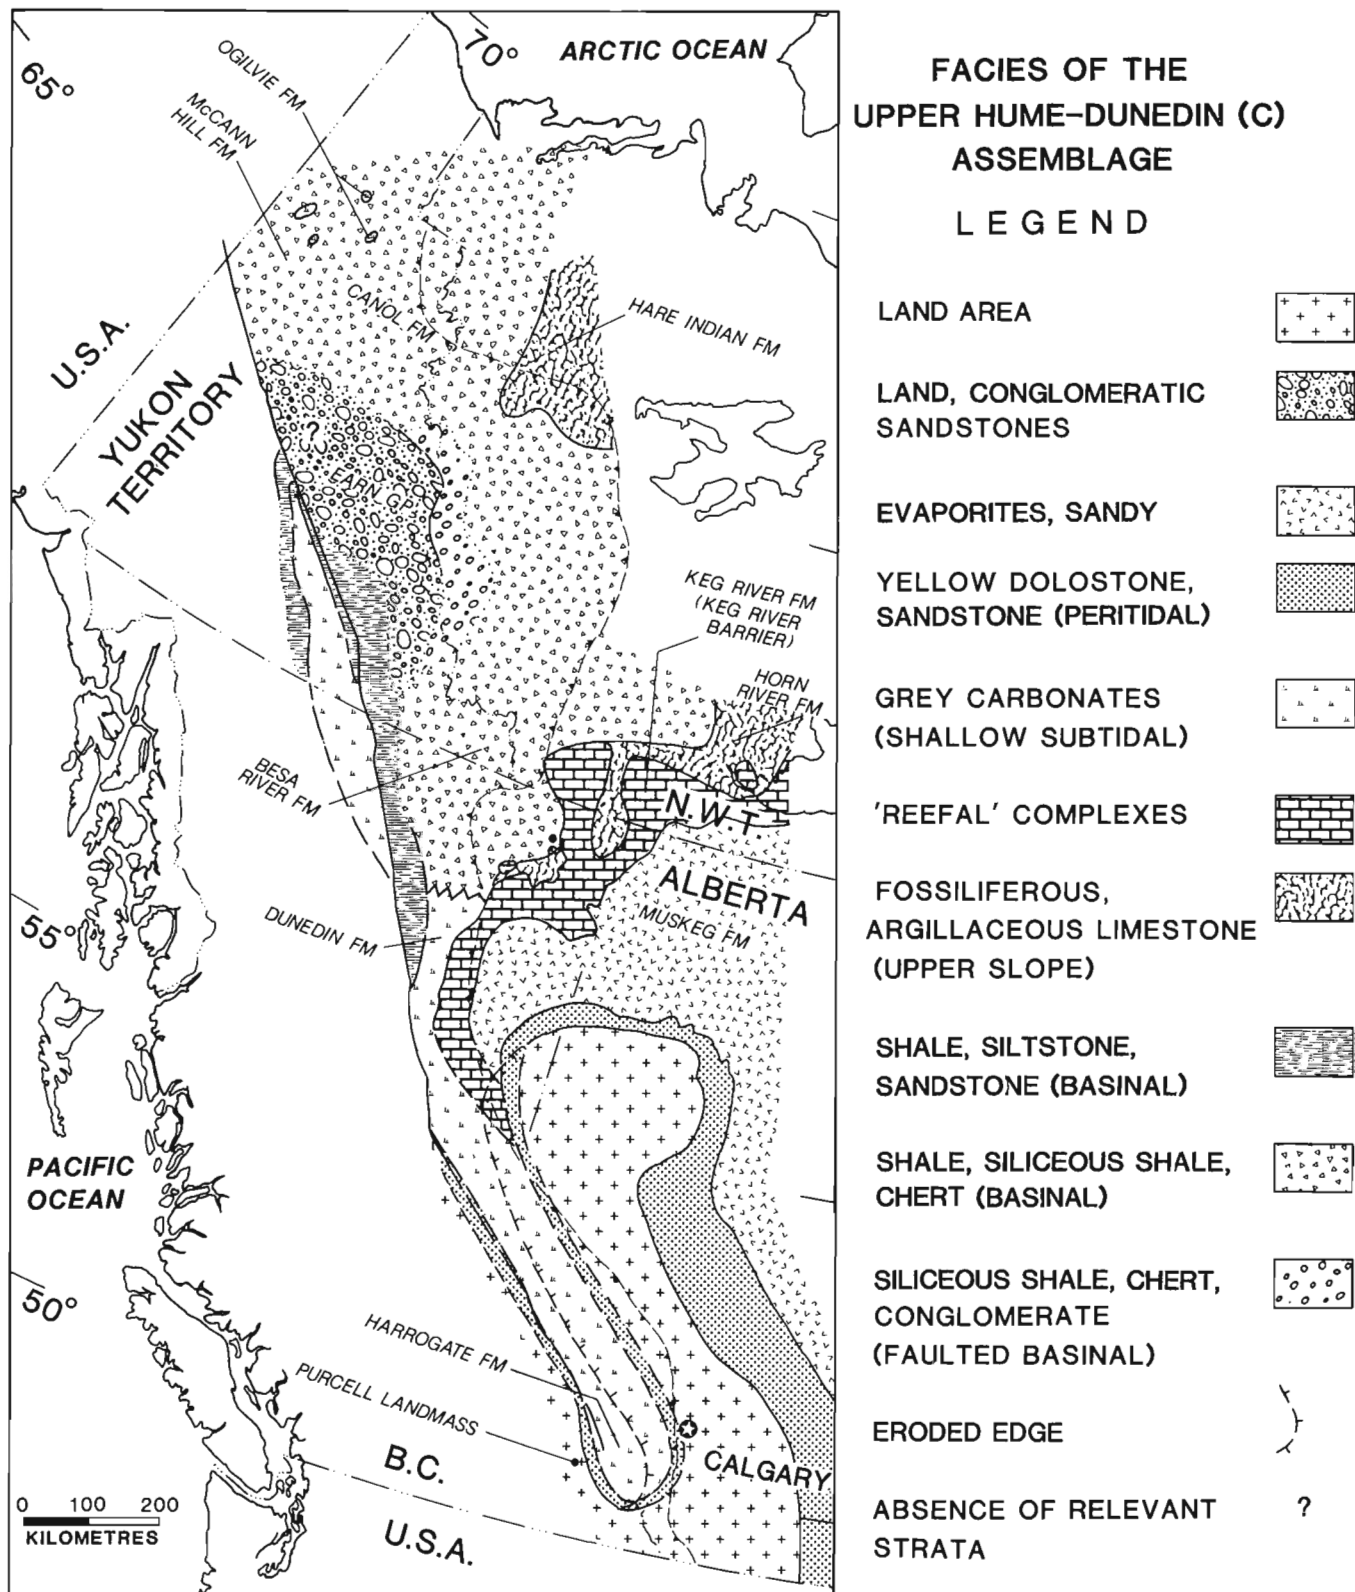 65°
OGILVIE FM
McCANN
HILL FM
70°
ARCTIC OCEAN
U.S.A.
YUKON
TERRITORY
CANOL FM
HARE INDIAN FM
?
EARN GP
KEG RIVER FM
(KEG RIVER
BARRIER)
HORN
RIVER FM
BESA
RIVER FM
N.W.T.
ALBERTA
MUSKEG FM
DUNEDIN FM
55°
PACIFIC
OCEAN
50°
HARROGATE FM
PURCELL LANDMASS
CALGARY
B.C.
U.S.A.
0 100 200
KILOMETRES
FACIES OF THE
UPPER HUME–DUNEDIN (C)
ASSEMBLAGE
LEGEND
LAND AREA
LAND, CONGLOMERATIC
SANDSTONES
EVAPORITES, SANDY
YELLOW DOLOSTONE,
SANDSTONE (PERITIDAL)
GREY CARBONATES
(SHALLOW SUBTIDAL)
'REEFAL' COMPLEXES
FOSSILIFEROUS,
ARGILLACEOUS LIMESTONE
(UPPER SLOPE)
SHALE, SILTSTONE,
SANDSTONE (BASINAL)
SHALE, SILICEOUS SHALE,
CHERT (BASINAL)
SILICEOUS SHALE, CHERT,
CONGLOMERATE
(FAULTED BASINAL)
ERODED EDGE
ABSENCE OF RELEVANT ?
STRATA